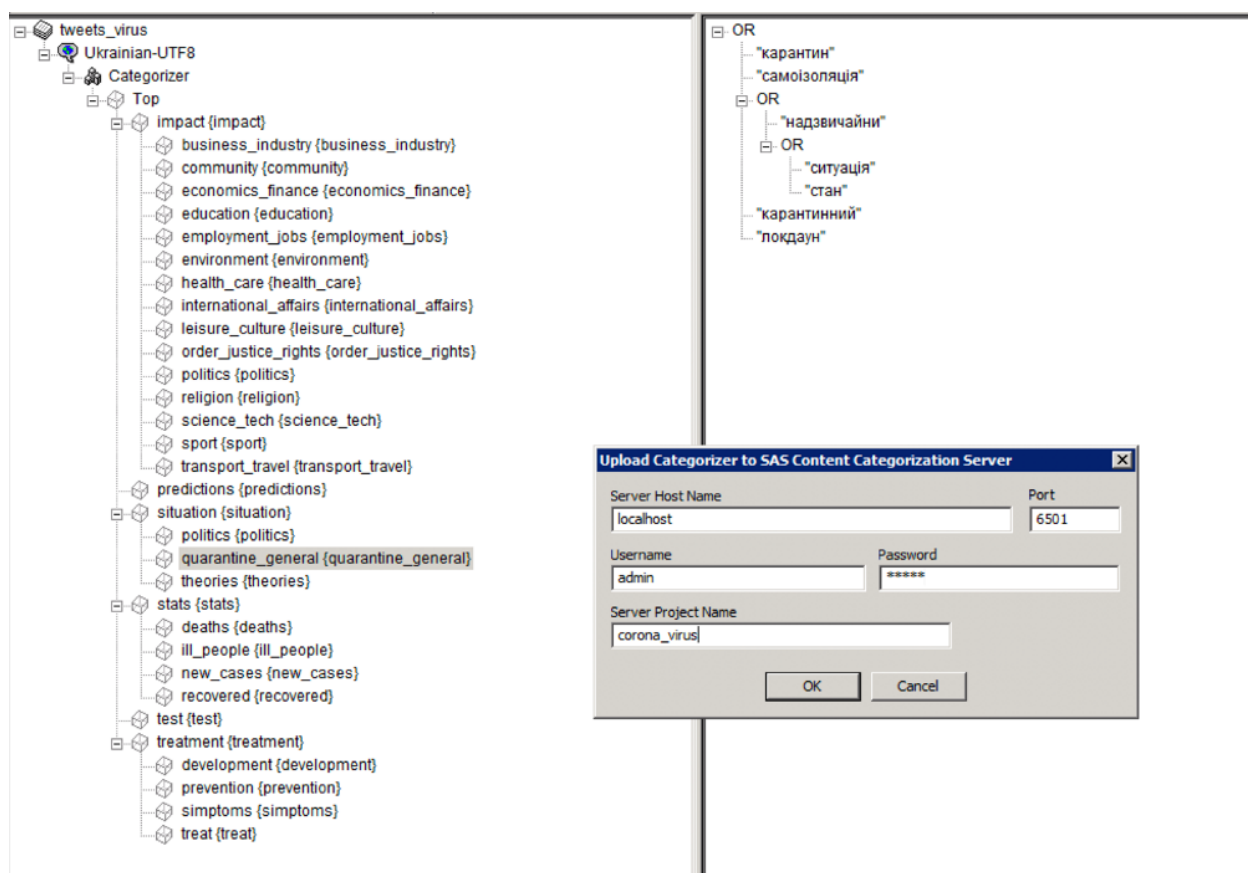 tweets_virus
Ukrainian-UTF8
Categorizer
Top
impact {impact}
business_industry {business_industry}
community {community}
economics_finance {economics_finance}
education {education}
employment_jobs {employment_jobs}
environment {environment}
health_care {health_care}
international_affairs {international_affairs}
leisure_culture {leisure_culture}
order_justice_rights {order_justice_rights}
politics {politics}
religion {religion}
science_tech {science_tech}
sport {sport}
transport_travel {transport_travel}
predictions {predictions}
situation {situation}
politics {politics}
quarantine_general {quarantine_general}
theories {theories}
stats {stats}
deaths {deaths}
ill_people {ill_people}
new_cases {new_cases}
recovered {recovered}
test {test}
treatment {treatment}
development {development}
prevention {prevention}
simptoms {simptoms}
treat {treat}
OR
"карантин"
"самоізоляція"
OR
"надзвичайни"
OR
"ситуація"
"стан"
"карантинний"
"локдаун"
Upload Categorizer to SAS Content Categorization Server
Server Host Name Port
localhost 6501
Username Password
admin *****
Server Project Name
corona_virus
OK Cancel